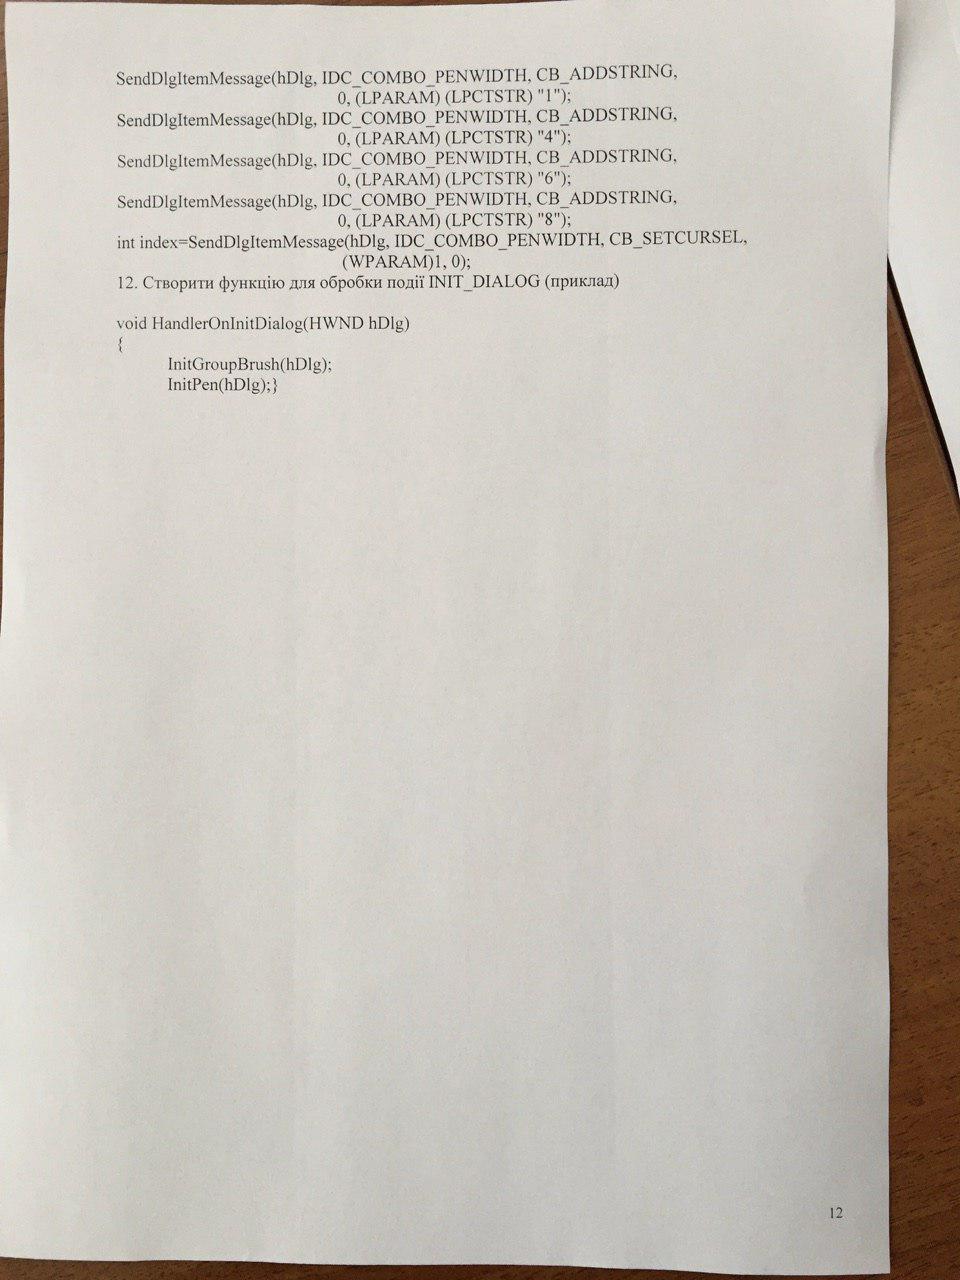 SendDlgItemMessage(hDlg, IDC_COMBO_PENWIDTH, CB_ADDSTRING,
0, (LPARAM) (LPCTSTR) "1");
SendDlgItemMessage(hDlg, IDC_COMBO_PENWIDTH, CB_ADDSTRING,
0, (LPARAM) (LPCTSTR) "4");
SendDlgItemMessage(hDlg, IDC_COMBO_PENWIDTH, CB_ADDSTRING,
0, (LPARAM) (LPCTSTR) "6");
SendDlgItemMessage(hDlg, IDC_COMBO_PENWIDTH, CB_ADDSTRING,
0, (LPARAM) (LPCTSTR) "8");
int index=SendDlgItemMessage(hDlg, IDC_COMBO_PENWIDTH, CB_SETCURSEL,
(WPARAM)1, 0);
12. Створити функцію для обробки події INIT_DIALOG (приклад)
void HandlerOnInitDialog(HWND hDlg)
{
InitGroupBrush(hDlg);
InitPen(hDlg);}
12